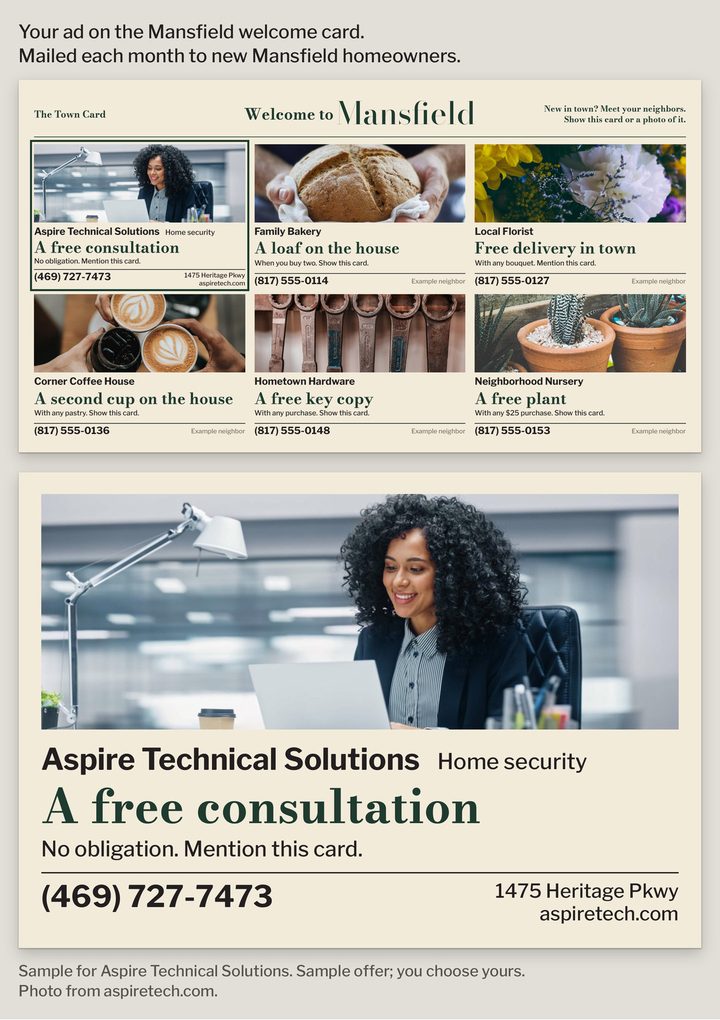 Your ad on the Mansfield welcome card.
Mailed each month to new Mansfield homeowners.
The Town Card
Welcome to Mansfield
New in town? Meet your neighbors.
Show this card or a photo of it.
Aspire Technical Solutions Home security
A free consultation
No obligation. Mention this card.
(469) 727-7473
1475 Heritage Pkwy
aspiretech.com
Family Bakery
A loaf on the house
When you buy two. Show this card.
(817) 555-0114 Example neighbor
Local Florist
Free delivery in town
With any bouquet. Mention this card.
(817) 555-0127 Example neighbor
Corner Coffee House
A second cup on the house
With any pastry. Show this card.
(817) 555-0136 Example neighbor
Hometown Hardware
A free key copy
With any purchase. Show this card.
(817) 555-0148 Example neighbor
Neighborhood Nursery
A free plant
With any $25 purchase. Show this card.
(817) 555-0153 Example neighbor
Aspire Technical Solutions Home security
A free consultation
No obligation. Mention this card.
(469) 727-7473
1475 Heritage Pkwy
aspiretech.com
Sample for Aspire Technical Solutions. Sample offer; you choose yours.
Photo from aspiretech.com.